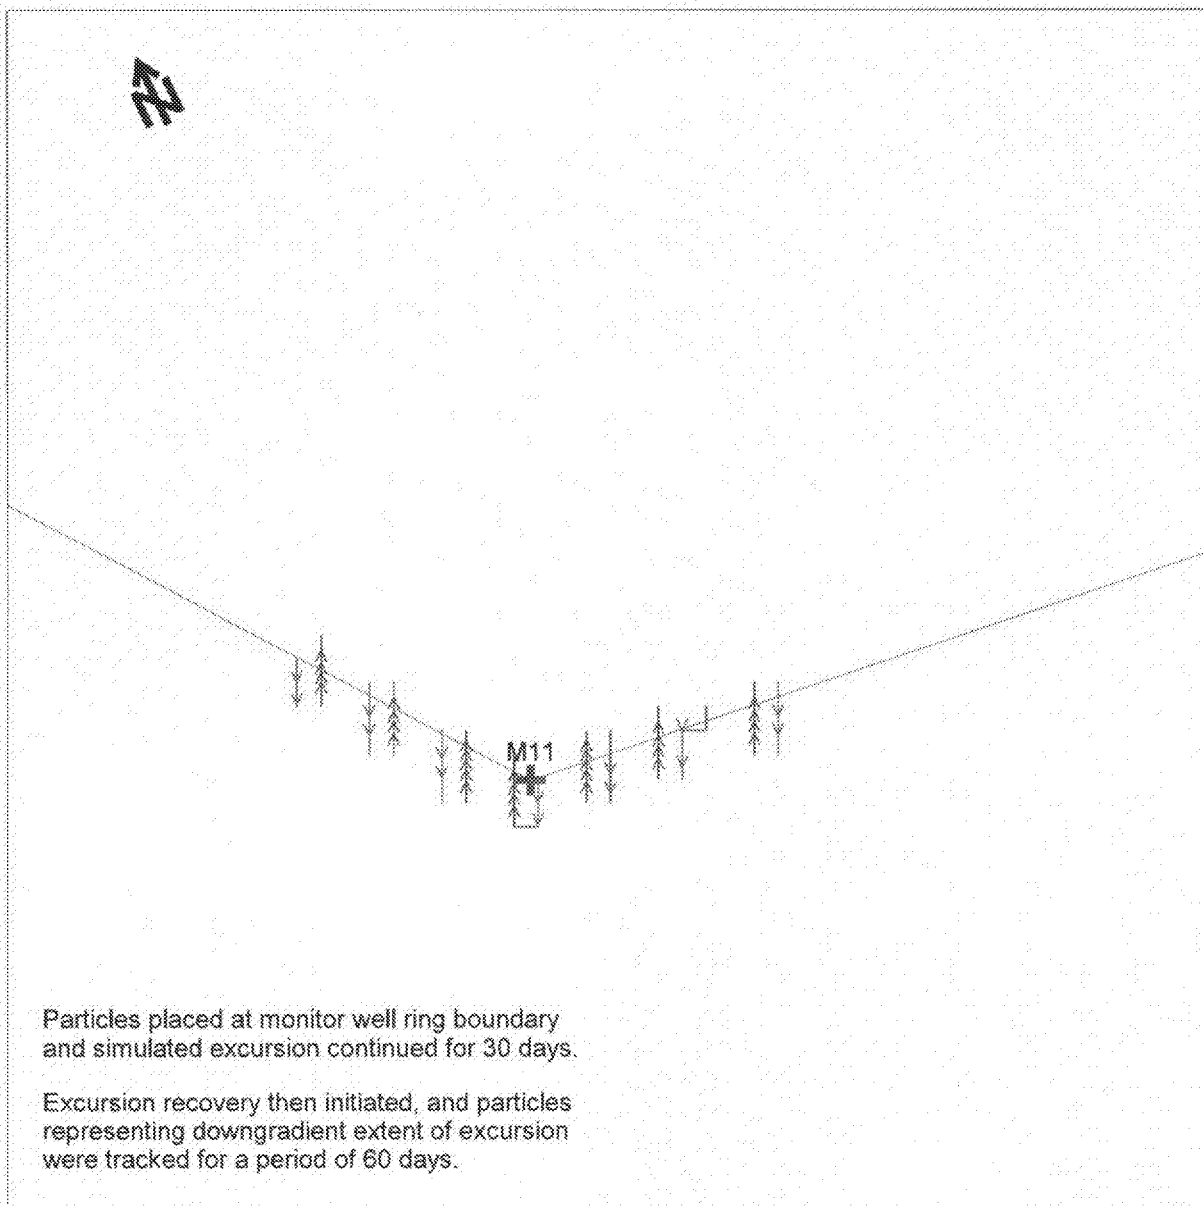 N
M11
Particles placed at monitor well ring boundary
and simulated excursion continued for 30 days.
Excursion recovery then initiated, and particles
representing downgradient extent of excursion
were tracked for a period of 60 days.